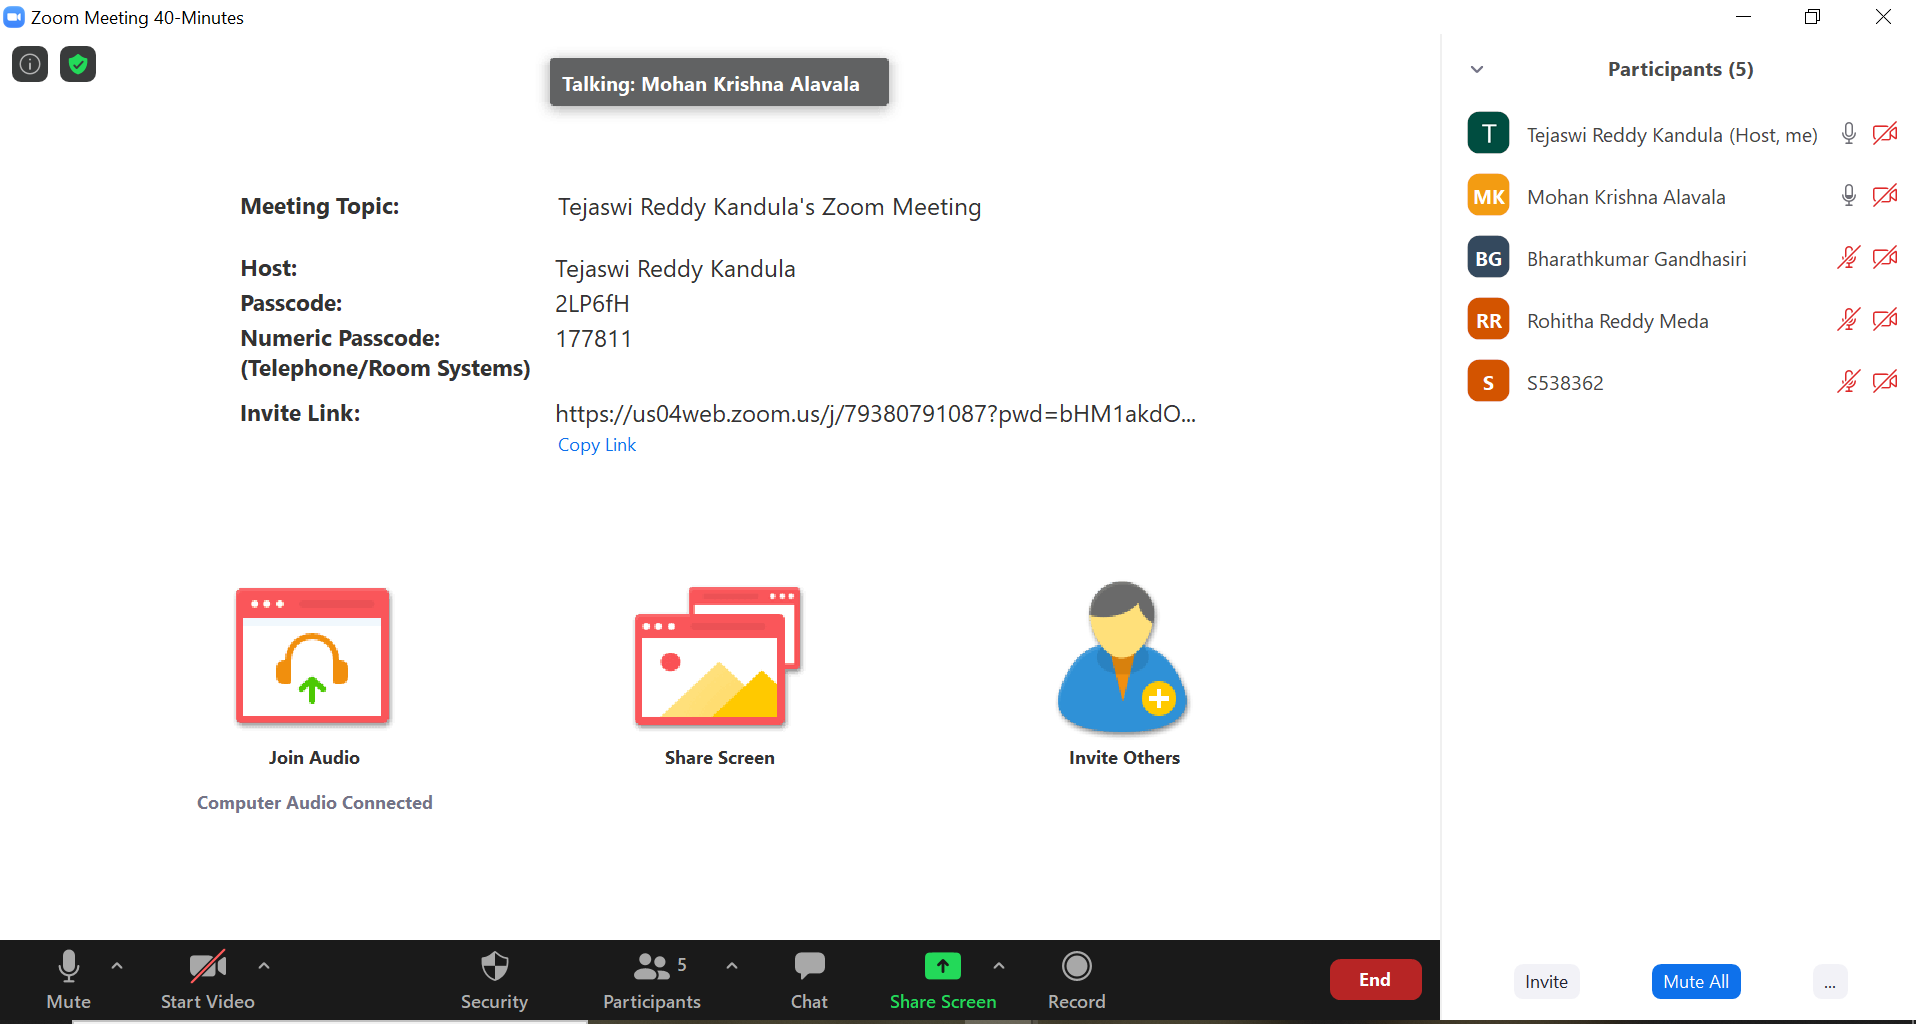 Zoom Meeting 40-Minutes
Talking: Mohan Krishna Alavala
Meeting Topic: Tejaswi Reddy Kandula's Zoom Meeting
Host: Tejaswi Reddy Kandula
Passcode: 2LP6fH
Numeric Passcode: 177811
(Telephone/Room Systems)
Invite Link: https://us04web.zoom.us/j/79380791087?pwd=bHM1akdO...
Copy Link
Join Audio
Computer Audio Connected
Share Screen
Invite Others
Participants (5)
T Tejaswi Reddy Kandula (Host, me)
MK Mohan Krishna Alavala
BG Bharathkumar Gandhasiri
RR Rohitha Reddy Meda
S S538362
Mute
Start Video
Security
Participants 5
Chat
Share Screen
Record
End
Invite
Mute All
...